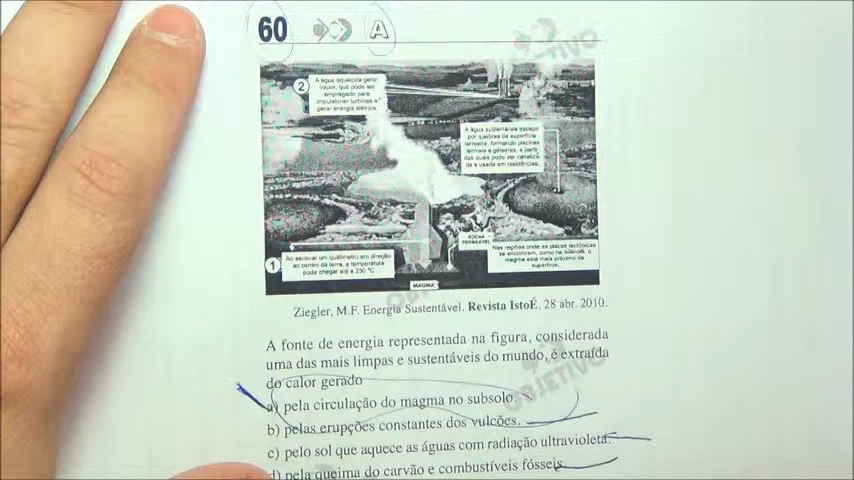 60 A
OBJETIVO
2
A água aquecida gera
vapor, que pode ser
empregado para
impulsionar turbinas e
gerar energia elétrica.
A água subterrânea escapa
por quebras da superfície
terrestre, formando piscinas
termais e gêiseres, a partir
dos quais pode ser canaliza-
da e usada em residências.
1
Ao escavar um quilômetro em direção
ao centro da terra, a temperatura
pode chegar até a 250 °C
ROCHA
PERMEÁVEL
Nas regiões onde as placas tectônicas
se encontram, como na Islândia, o
magma está mais próximo da
superfície.
MAGMA
Ziegler, M.F. Energia Sustentável. Revista IstoÉ. 28 abr. 2010.
A fonte de energia representada na figura, considerada
uma das mais limpas e sustentáveis do mundo, é extraída
do calor gerado
OBJETIVO
a) pela circulação do magma no subsolo.
b) pelas erupções constantes dos vulcões.
c) pelo sol que aquece as águas com radiação ultravioleta.
d) pela queima do carvão e combustíveis fósseis